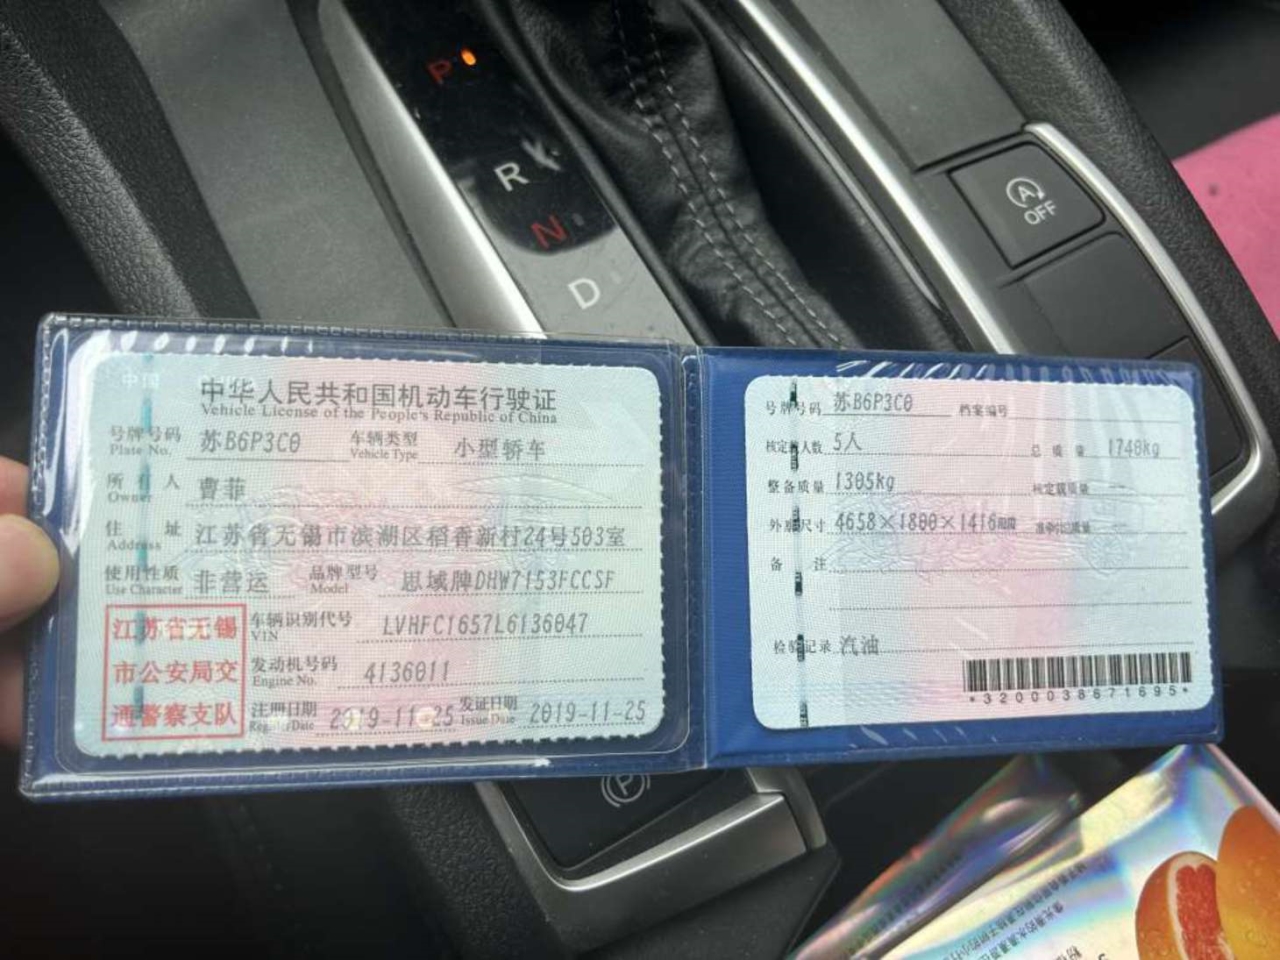 P
R
N
D
A
OFF
中国
中华人民共和国机动车行驶证
Vehicle License of the People's Republic of China
号牌号码 苏B6P3C0 车辆类型 小型轿车
Plate No. Vehicle Type
所有人 曹菲
Owner
住址 江苏省无锡市滨湖区稻香新村24号503室
Address
使用性质 非营运 品牌型号 思域牌DHW7153FCCSF
Use Character Model
江苏省无锡
市公安局交
通警察支队
车辆识别代号 LVHFC1657L6136047
VIN
发动机号码 4136011
Engine No.
注册日期 2019-11-25 发证日期 2019-11-25
Register Date Issue Date
号牌号码 苏B6P3C0 档案编号
核定载人数 5人 总质量 1740kg
整备质量 1305kg 核定载质量 --
外廓尺寸 4658×1800×1416mm 准牵引总质量 --
备注
检验记录 汽油
*3200038671695*
P